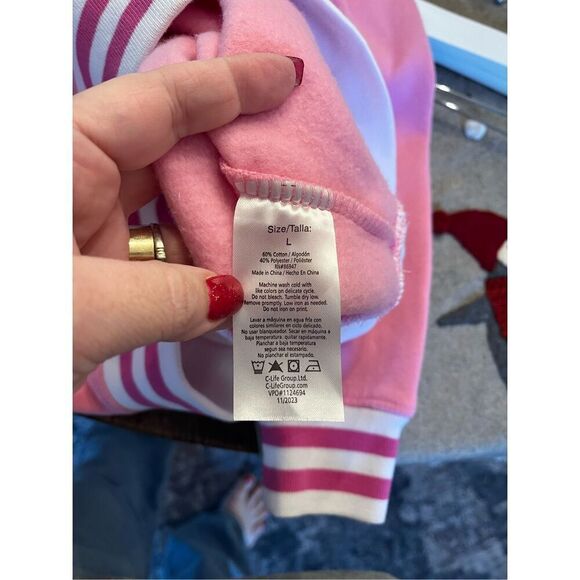 Size/Talla:
L
60% Cotton / Algodón
40% Polyester / Poliéster
RN#86947
Made in China / Hecho En China
Machine wash cold with
like colors on delicate cycle.
Do not bleach. Tumble dry low.
Remove promptly. Low iron as needed.
Do not iron on print.
Lavar a máquina en agua fría con
colores similares en ciclo delicado.
No usar blanqueador. Secar en máquina a
baja temperatura. quitar rapidamente.
Planchar a baja temperatura
segun sea necesario.
No planchar estampado.
C-Life Group,Ltd.
C-LifeGroup.com
VPO#1124694
11/2023